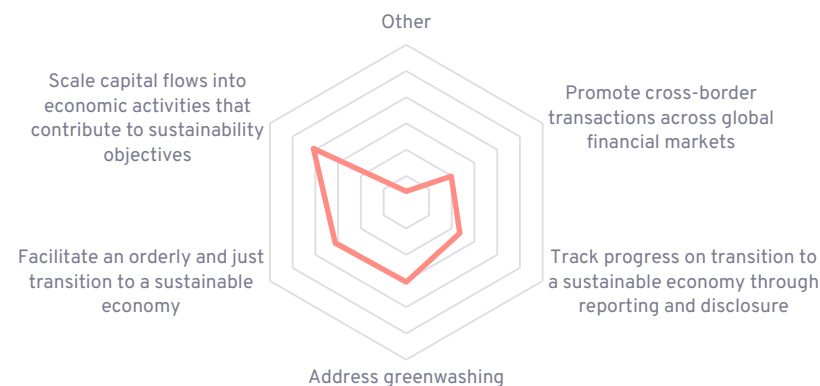 Other
Scale capital flows into
economic activities that
contribute to sustainability
objectives
Promote cross-border
transactions across global
financial markets
Facilitate an orderly and just
transition to a sustainable
economy
Track progress on transition to
a sustainable economy through
reporting and disclosure
Address greenwashing